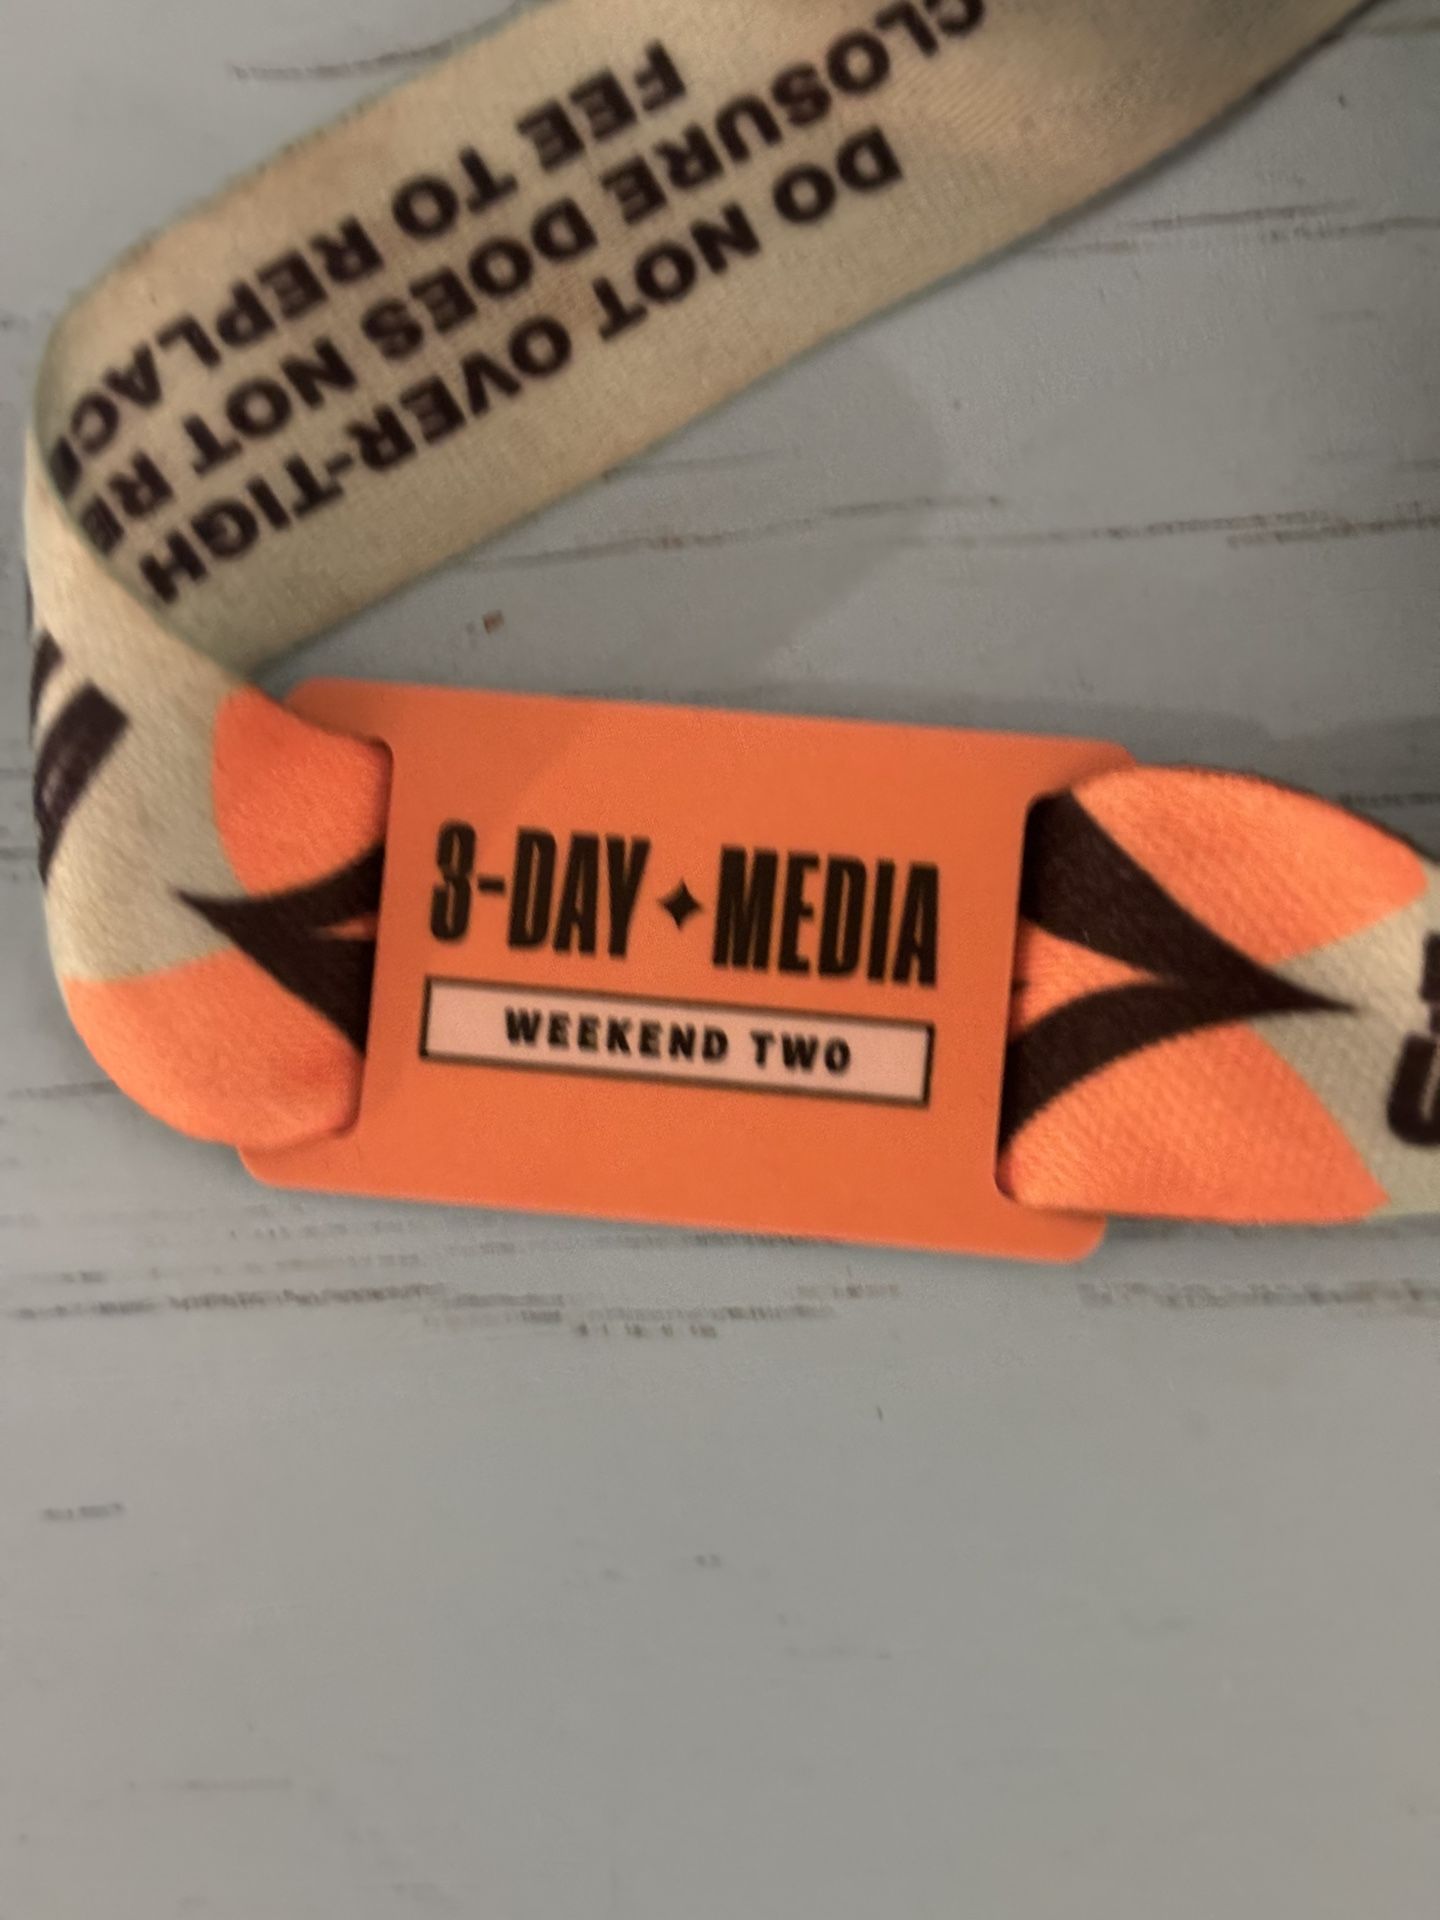 DO NOT OVER-TIGH
CLOSURE DOES NOT RE
FEE TO REPLAC
3-DAY ✦ MEDIA
WEEKEND TWO